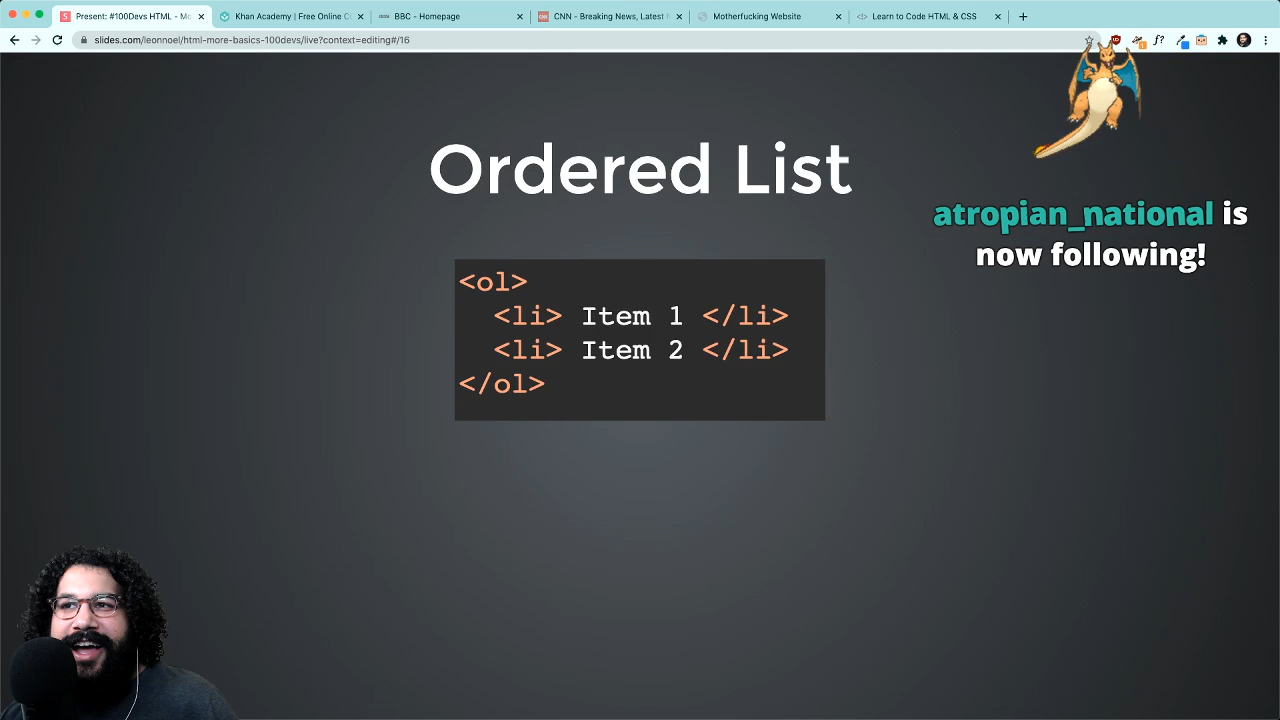 Present: #100Devs HTML - Mo
Khan Academy | Free Online C
BBC - Homepage
CNN - Breaking News, Latest N
Motherfucking Website
Learn to Code HTML & CSS
slides.com/leonnoel/html-more-basics-100devs/live?context=editing#/16
Ordered List
atropian_national is
now following!
<ol>
<li> Item 1 </li>
<li> Item 2 </li>
</ol>